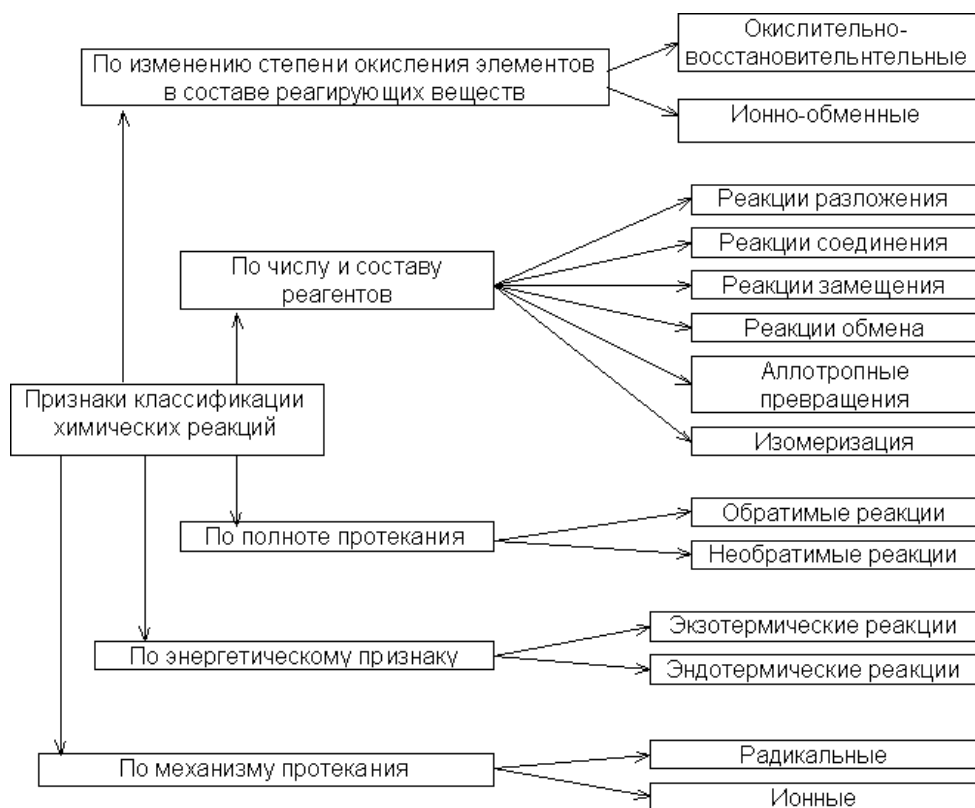 По изменению степени окисления элементов
в составе реагирующих веществ
Окислительно-
восстановительнтельные
Ионно-обменные
По числу и составу
реагентов
Реакции разложения
Реакции соединения
Реакции замещения
Реакции обмена
Аллотропные
превращения
Изомеризация
Признаки классификации
химических реакций
По полноте протекания
Обратимые реакции
Необратимые реакции
По энергетическому признаку
Экзотермические реакции
Эндотермические реакции
По механизму протекания
Радикальные
Ионные